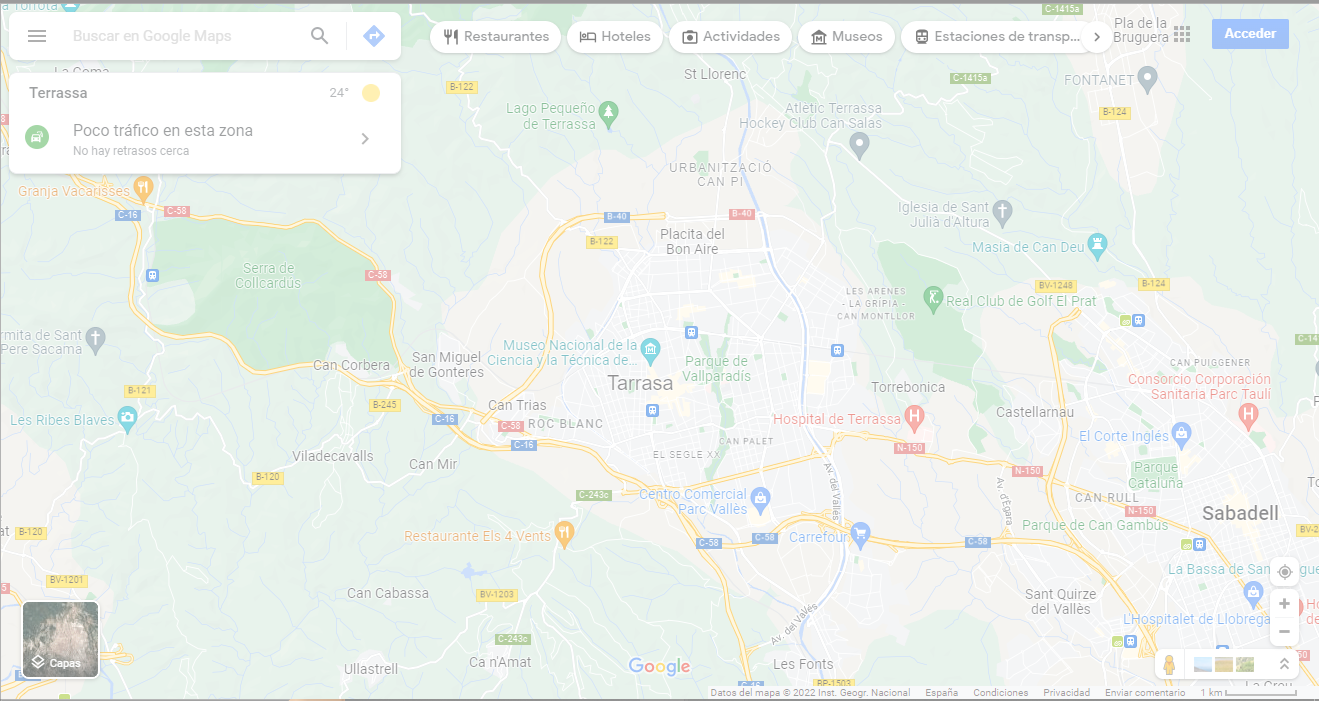 Buscar en Google Maps
Restaurantes
Hoteles
Actividades
Museos
Estaciones de transp...
Acceder
C-1415a
Pla de la
Bruguera
La Coma
Terrassa
24°
Poco tráfico en esta zona
No hay retrasos cerca
St Llorenc
C-1415a
FONTANET
B-122
B-124
Lago Pequeño
de Terrassa
Atlètic Terrassa
Hockey Club Can Salas
URBANITZACIÓ
CAN PI
Granja Vacarisses
C-16
C-58
B-40
B-40
Iglesia de Sant
Julià d'Altura
B-122
Placita del
Bon Aire
Masia de Can Deu
Serra de
Collcardús
C-58
BV-1248
B-124
LES ARENES
- LA GRÍPIA -
CAN MONTLLOR
Real Club de Golf El Prat
rmita de Sant
Pere Sacama
C-14
Museo Nacional de la
Ciencia y la Técnica de...
San Miguel
de Gonteres
Can Corbera
Parque de
Vallparadís
CAN PUIGGENER
Tarrasa
Consorcio Corporación
Sanitaria Parc Taulí
Torrebonica
B-121
B-245
Can Trias
Les Ribes Blaves
C-16
C-58
ROC BLANC
Hospital de Terrassa
Castellarnau
C-16
CAN PALET
El Corte Inglés
N-150
EL SEGLE XX
Viladecavalls
Can Mir
B-120
N-150
Parque
Cataluña
Av. del Vallès
Av. d'Egara
C-243c
Centro Comercial
Parc Vallès
CAN RULL
N-150
Sabadell
Parque de Can Gambús
B-120
Restaurante Els 4 Vents
C-58
C-58
Carrefour
C-58
BV-2
BV-1201
La Bassa de San
Can Cabassa
BV-1203
Sant Quirze
del Vallès
L'Hospitalet de Llobrega
Av. del Vallès
C-243c
Capas
Ullastrell
Ca n'Amat
Google
Les Fonts
C-16
BP-1503
La Creu
Datos del mapa © 2022 Inst. Geogr. Nacional
España
Condiciones
Privacidad
Enviar comentario
1 km